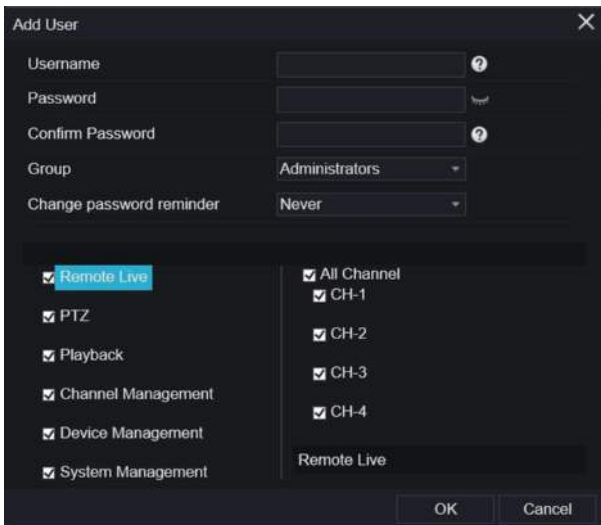 Add User
Username
Password
Confirm Password
Group Administrators
Change password reminder Never
Remote Live
PTZ
Playback
Channel Management
Device Management
System Management
All Channel
CH-1
CH-2
CH-3
CH-4
Remote Live
OK Cancel